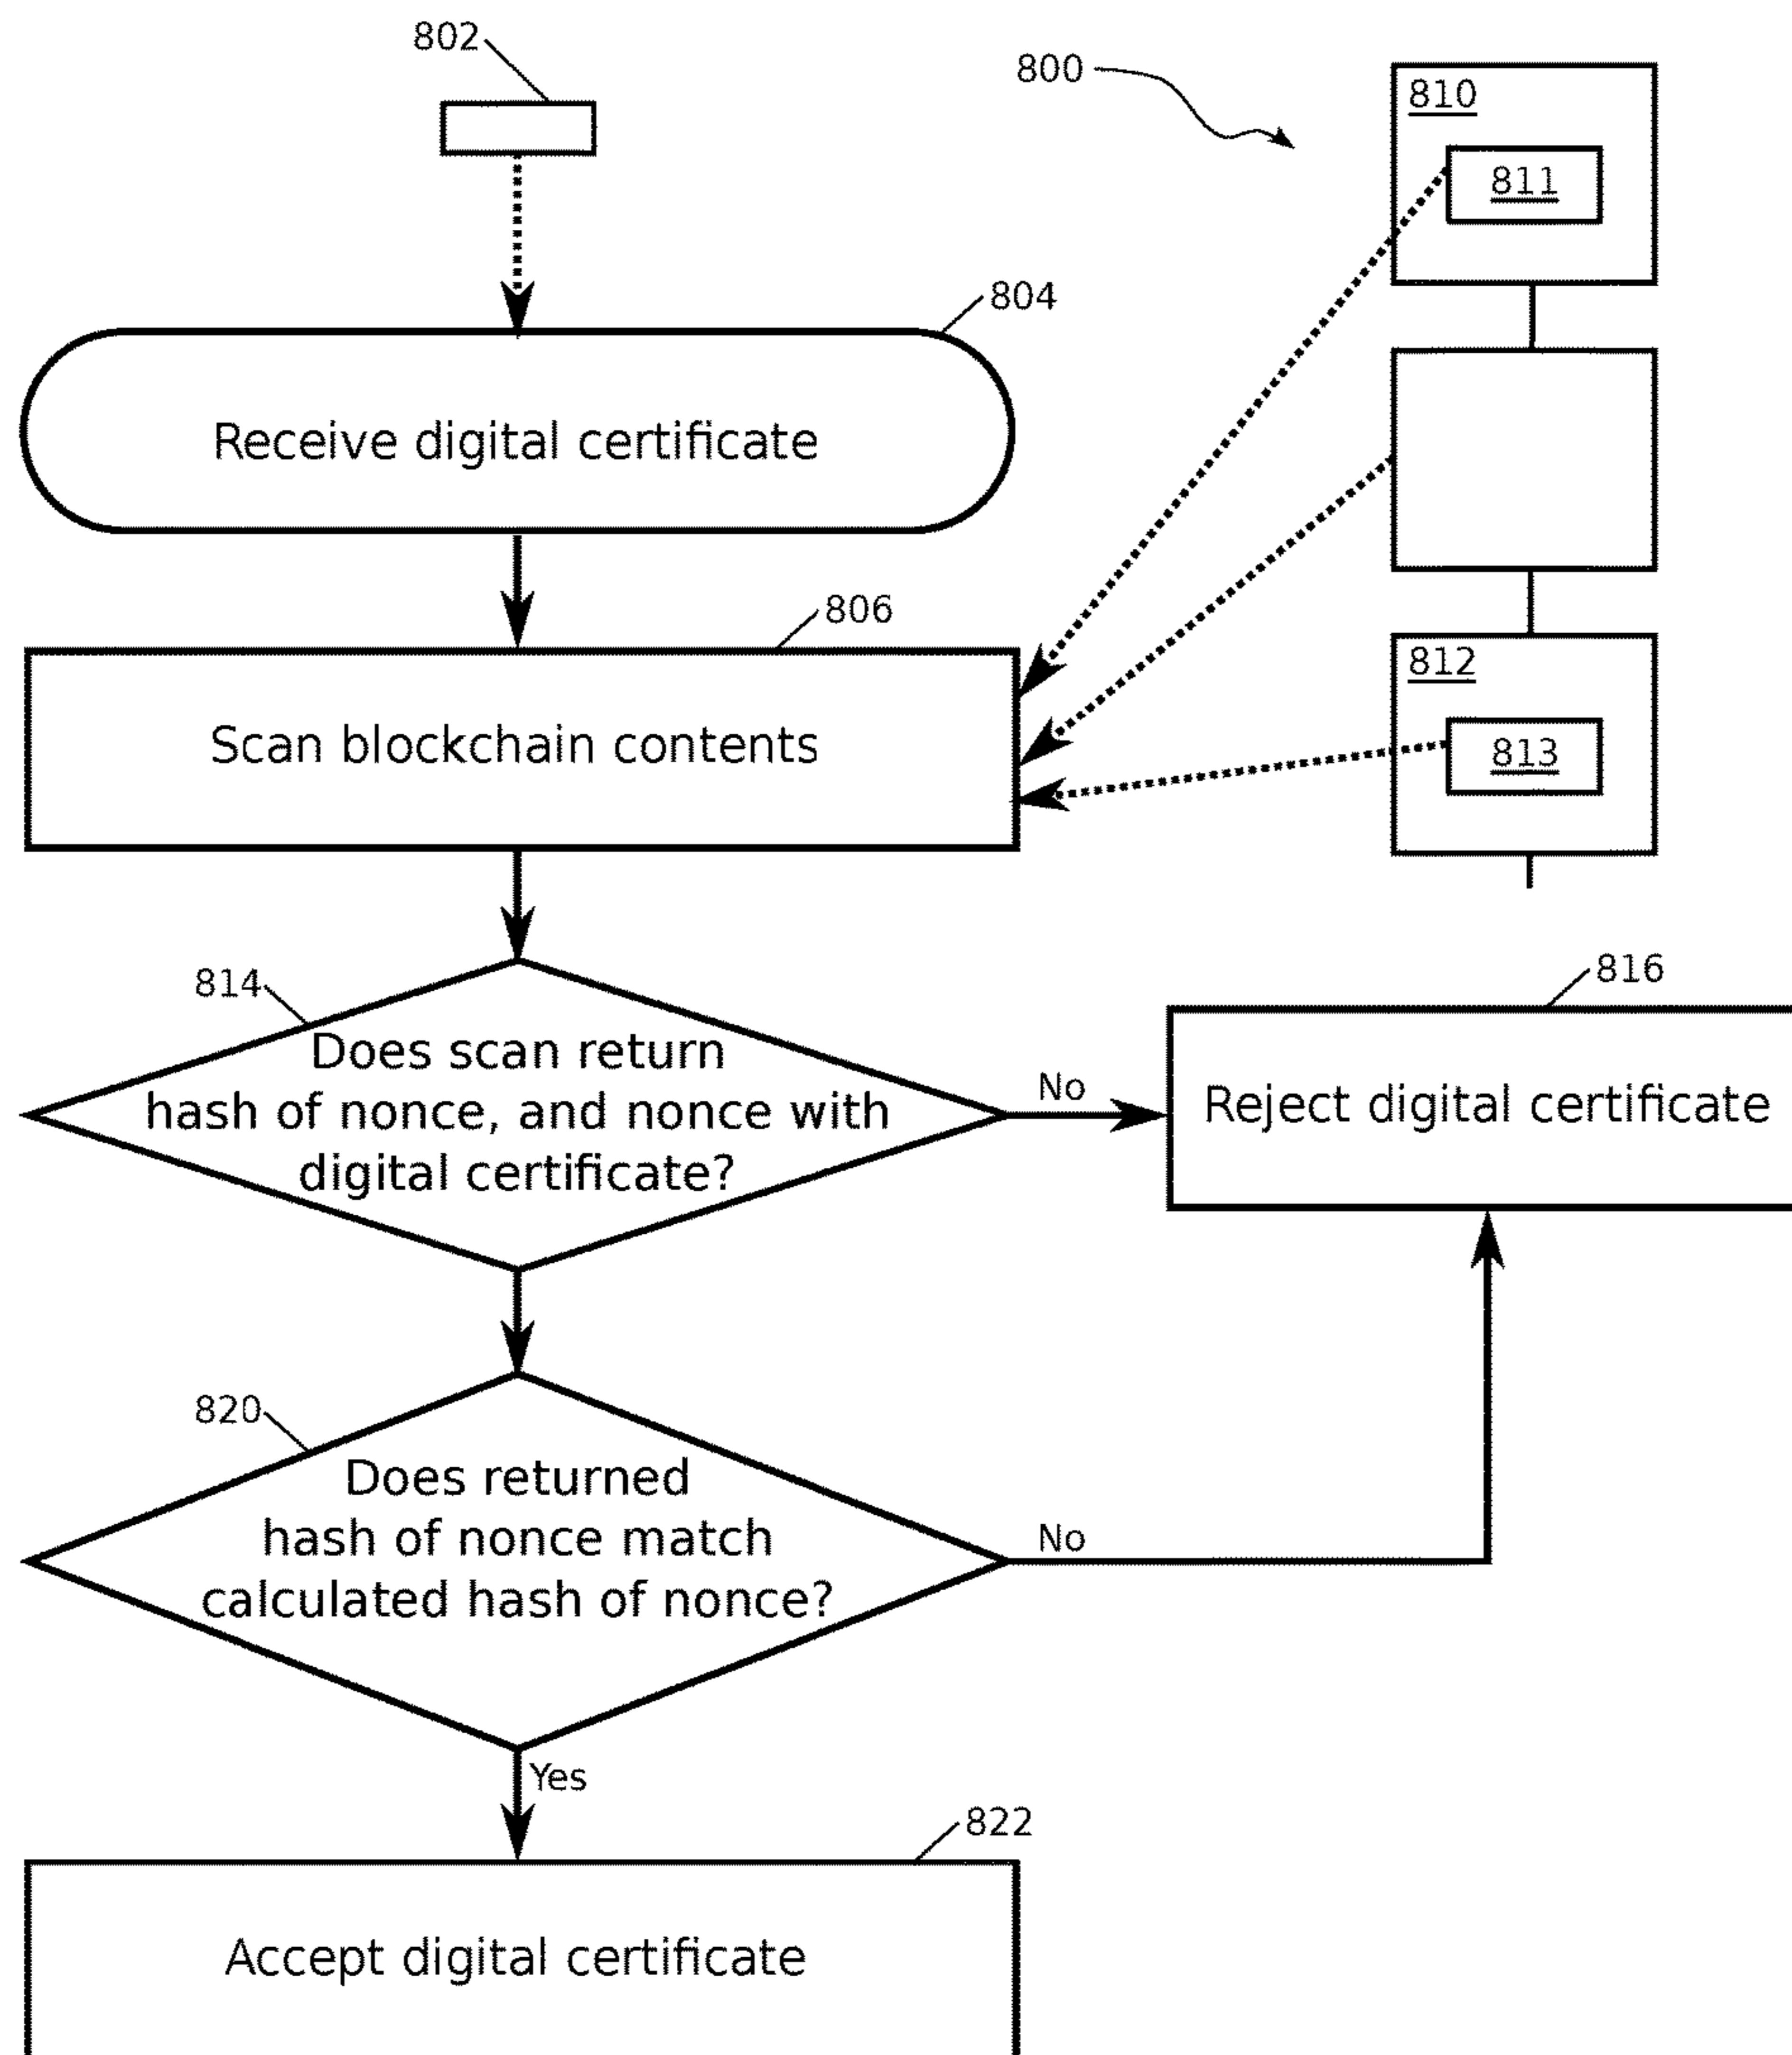 802
800
810
811
804
Receive digital certificate
806
Scan blockchain contents
812
813
814
Does scan return
hash of nonce, and nonce with
digital certificate?
No
816
Reject digital certificate
820
Does returned
hash of nonce match
calculated hash of nonce?
No
Yes
822
Accept digital certificate